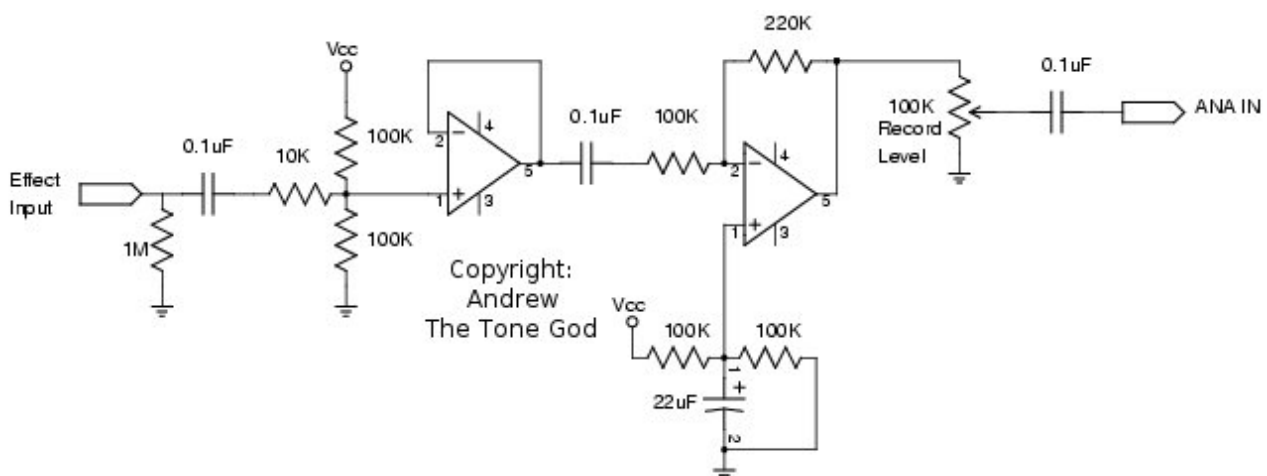 220K
Vcc
0.1uF
100K
Record
Level
ANA IN
0.1uF
100K
100K
2
4
1
3
5
0.1uF
10K
Effect
Input
1M
100K
2
4
1
3
5
Copyright:
Andrew
The Tone God
Vcc
100K
100K
1
22uF
+
2